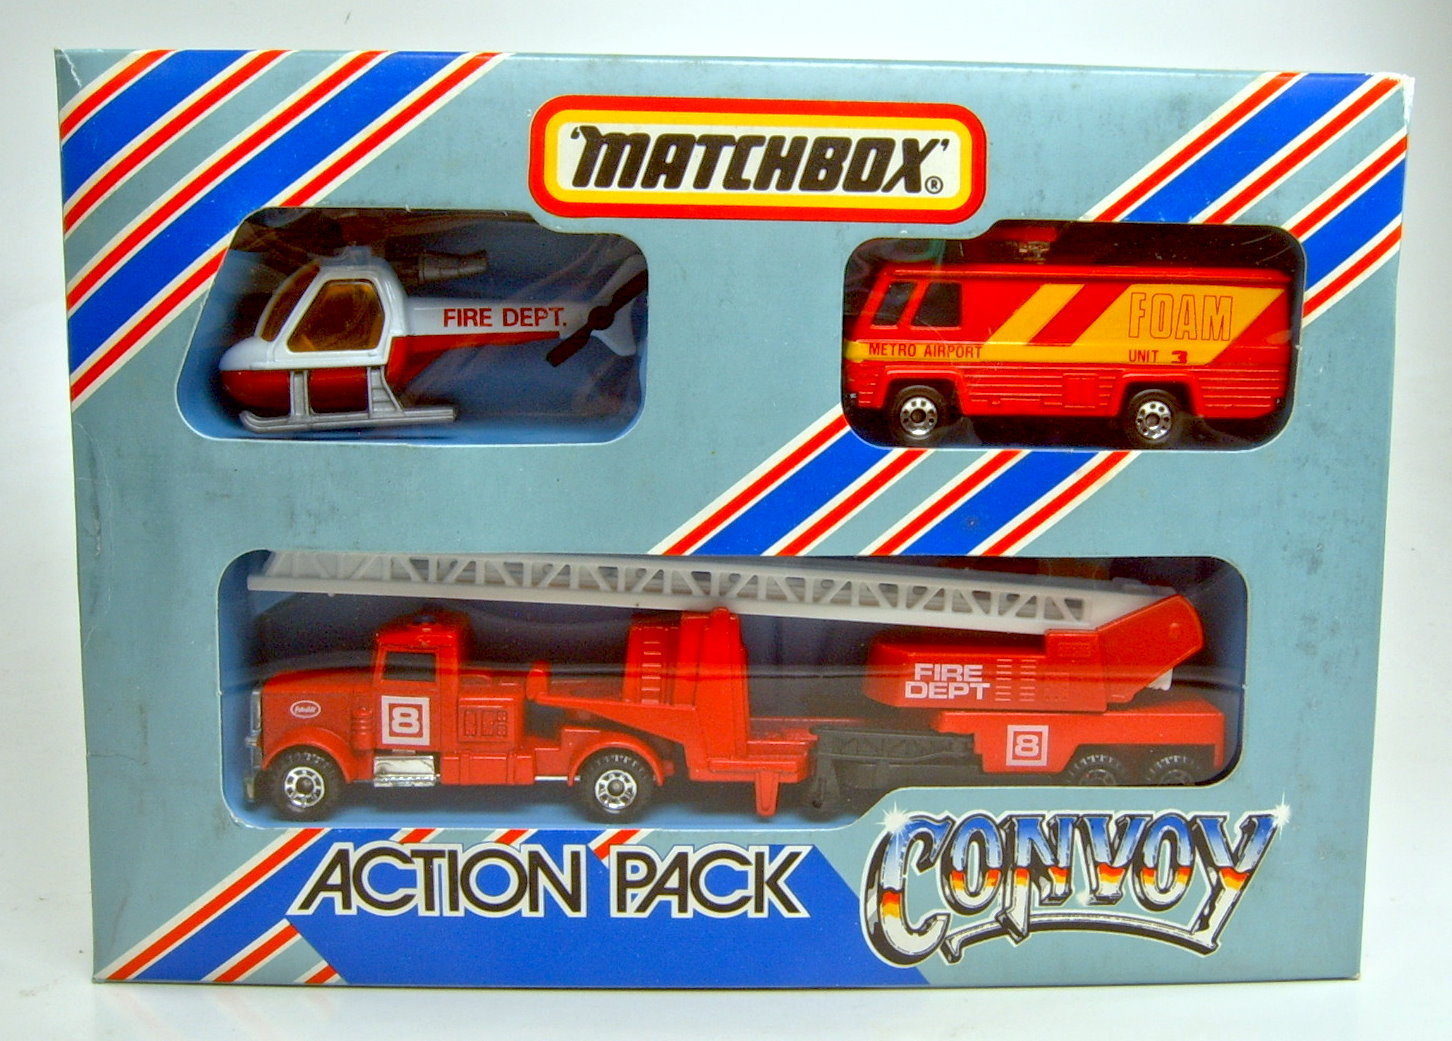 'MATCHBOX'®
FIRE DEPT.
FOAM
METRO AIRPORT
UNIT 3
FIRE
DEPT
8
8
ACTION PACK
CONVOY